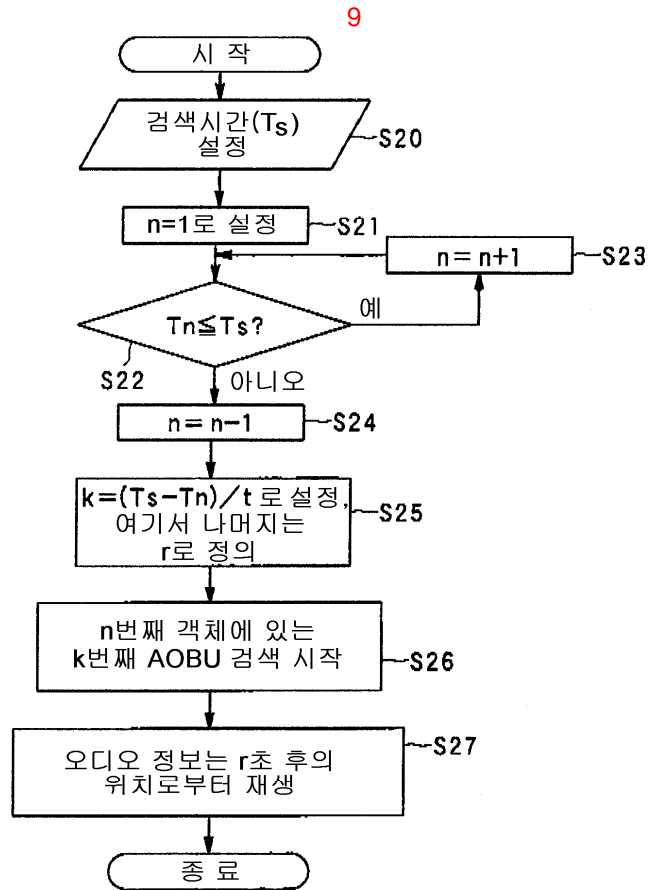 9
시 작
검색시간(Ts)
설정
S20
n=1로 설정
S21
n=n+1
S23
Tn≦Ts?
예
S22
아니오
n=n-1
S24
k=(Ts-Tn)/t 로 설정,
여기서 나머지는
r로 정의
S25
n번째 객체에 있는
k번째 AOBU 검색 시작
S26
오디오 정보는 r초 후의
위치로부터 재생
S27
종 료